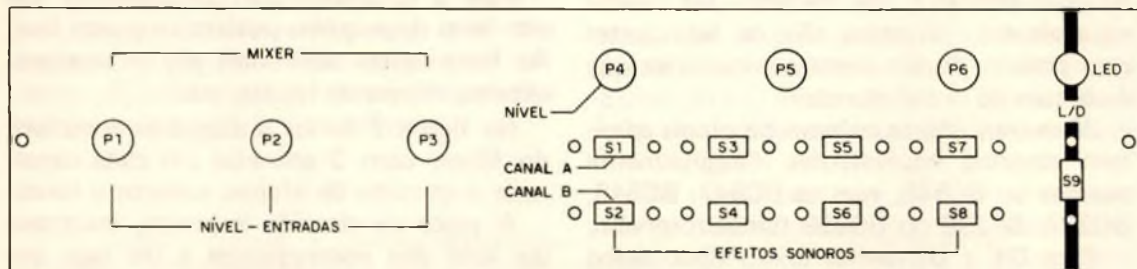 MIXER
P1 P2 P3
NÍVEL - ENTRADAS
P4 P5 P6
LED
NÍVEL
L/D
S1 S3 S5 S7
CANAL A
CANAL B
S9
S2 S4 S6 S8
EFEITOS SONOROS